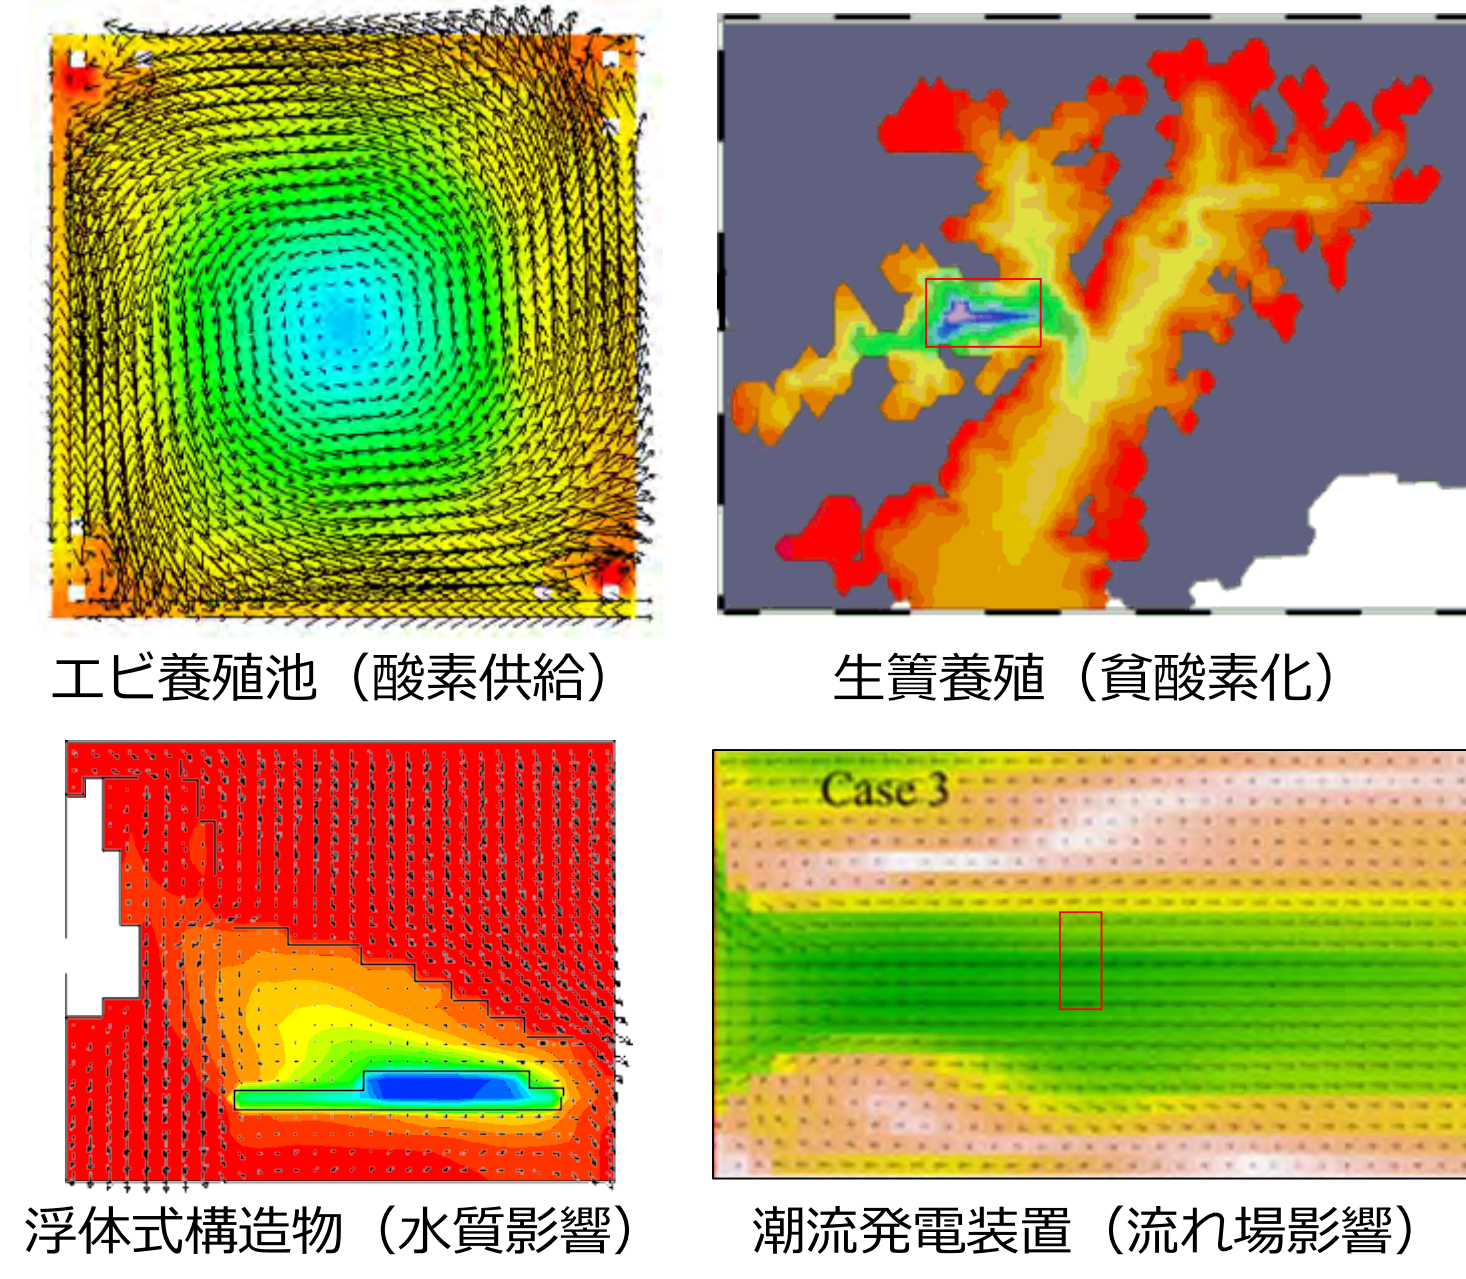 エビ養殖池（酸素供給）
生簀養殖（貧酸素化）
Case 3
浮体式構造物（水質影響）
潮流発電装置（流れ場影響）